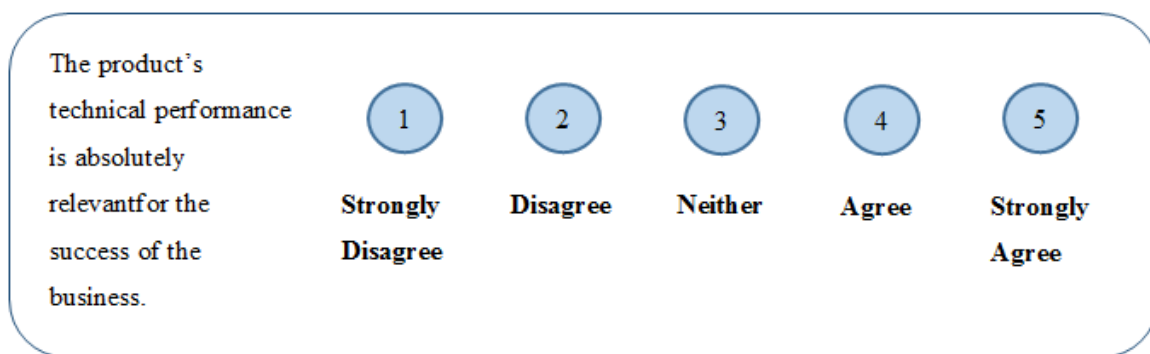 The product’s
technical performance
is absolutely
relevantfor the
success of the
business.
1 2 3 4 5
Strongly Disagree Neither Agree Strongly
Disagree Agree